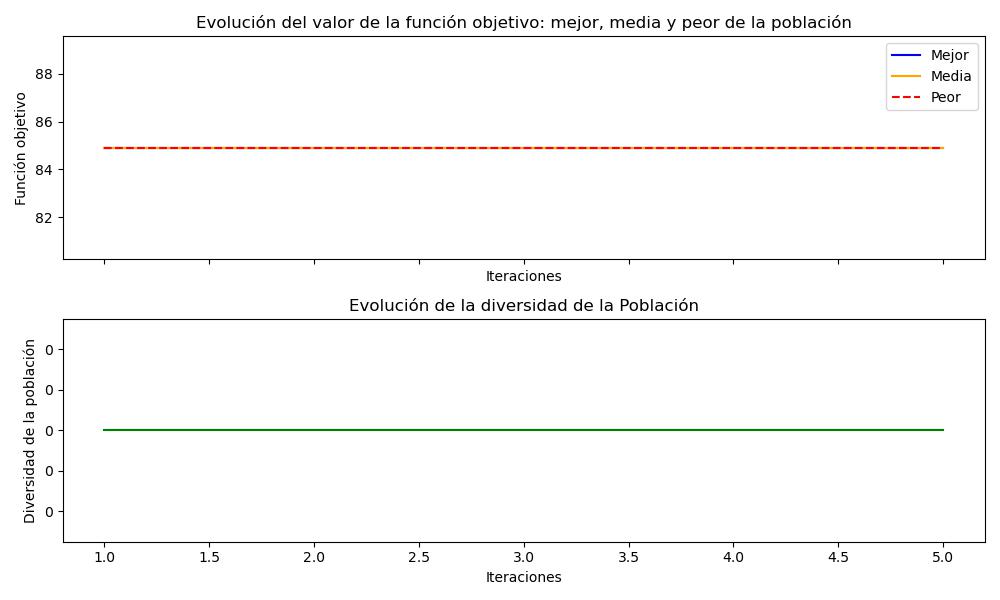 Evolución del valor de la función objetivo: mejor, media y peor de la población
Función objetivo
88
86
84
82
Mejor
Media
Peor
Iteraciones
Evolución de la diversidad de la Población
Diversidad de la población
0
0
0
0
0
1.0 1.5 2.0 2.5 3.0 3.5 4.0 4.5 5.0
Iteraciones